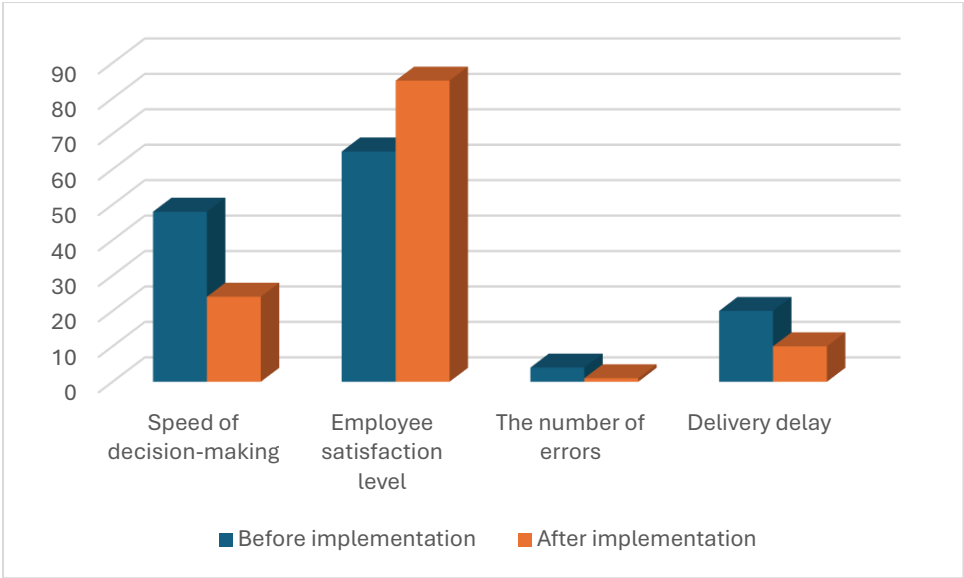 90
80
70
60
50
40
30
20
10
0
Speed of
decision-making
Employee
satisfaction
level
The number of
errors
Delivery delay
Before implementation
After implementation